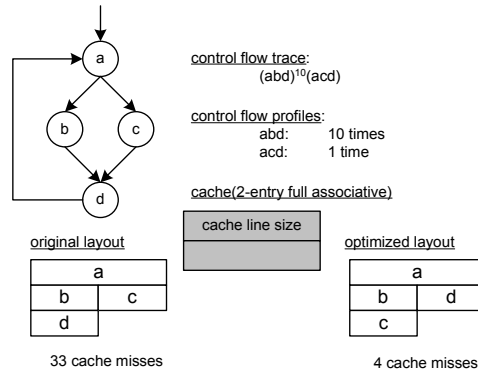 a
b
c
d
control flow trace:
(abd)¹⁰(acd)
control flow profiles:
abd: 10 times
acd: 1 time
cache(2-entry full associative)
cache line size
original layout
a
b c
d
33 cache misses
optimized layout
a
b d
c
4 cache misses